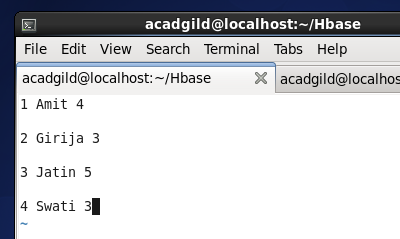 acadgild@localhost:~/Hbase
File Edit View Search Terminal Tabs Help
acadgild@localhost:~/Hbase
acadgild@localhos
1 Amit 4
2 Girija 3
3 Jatin 5
4 Swati 3
~